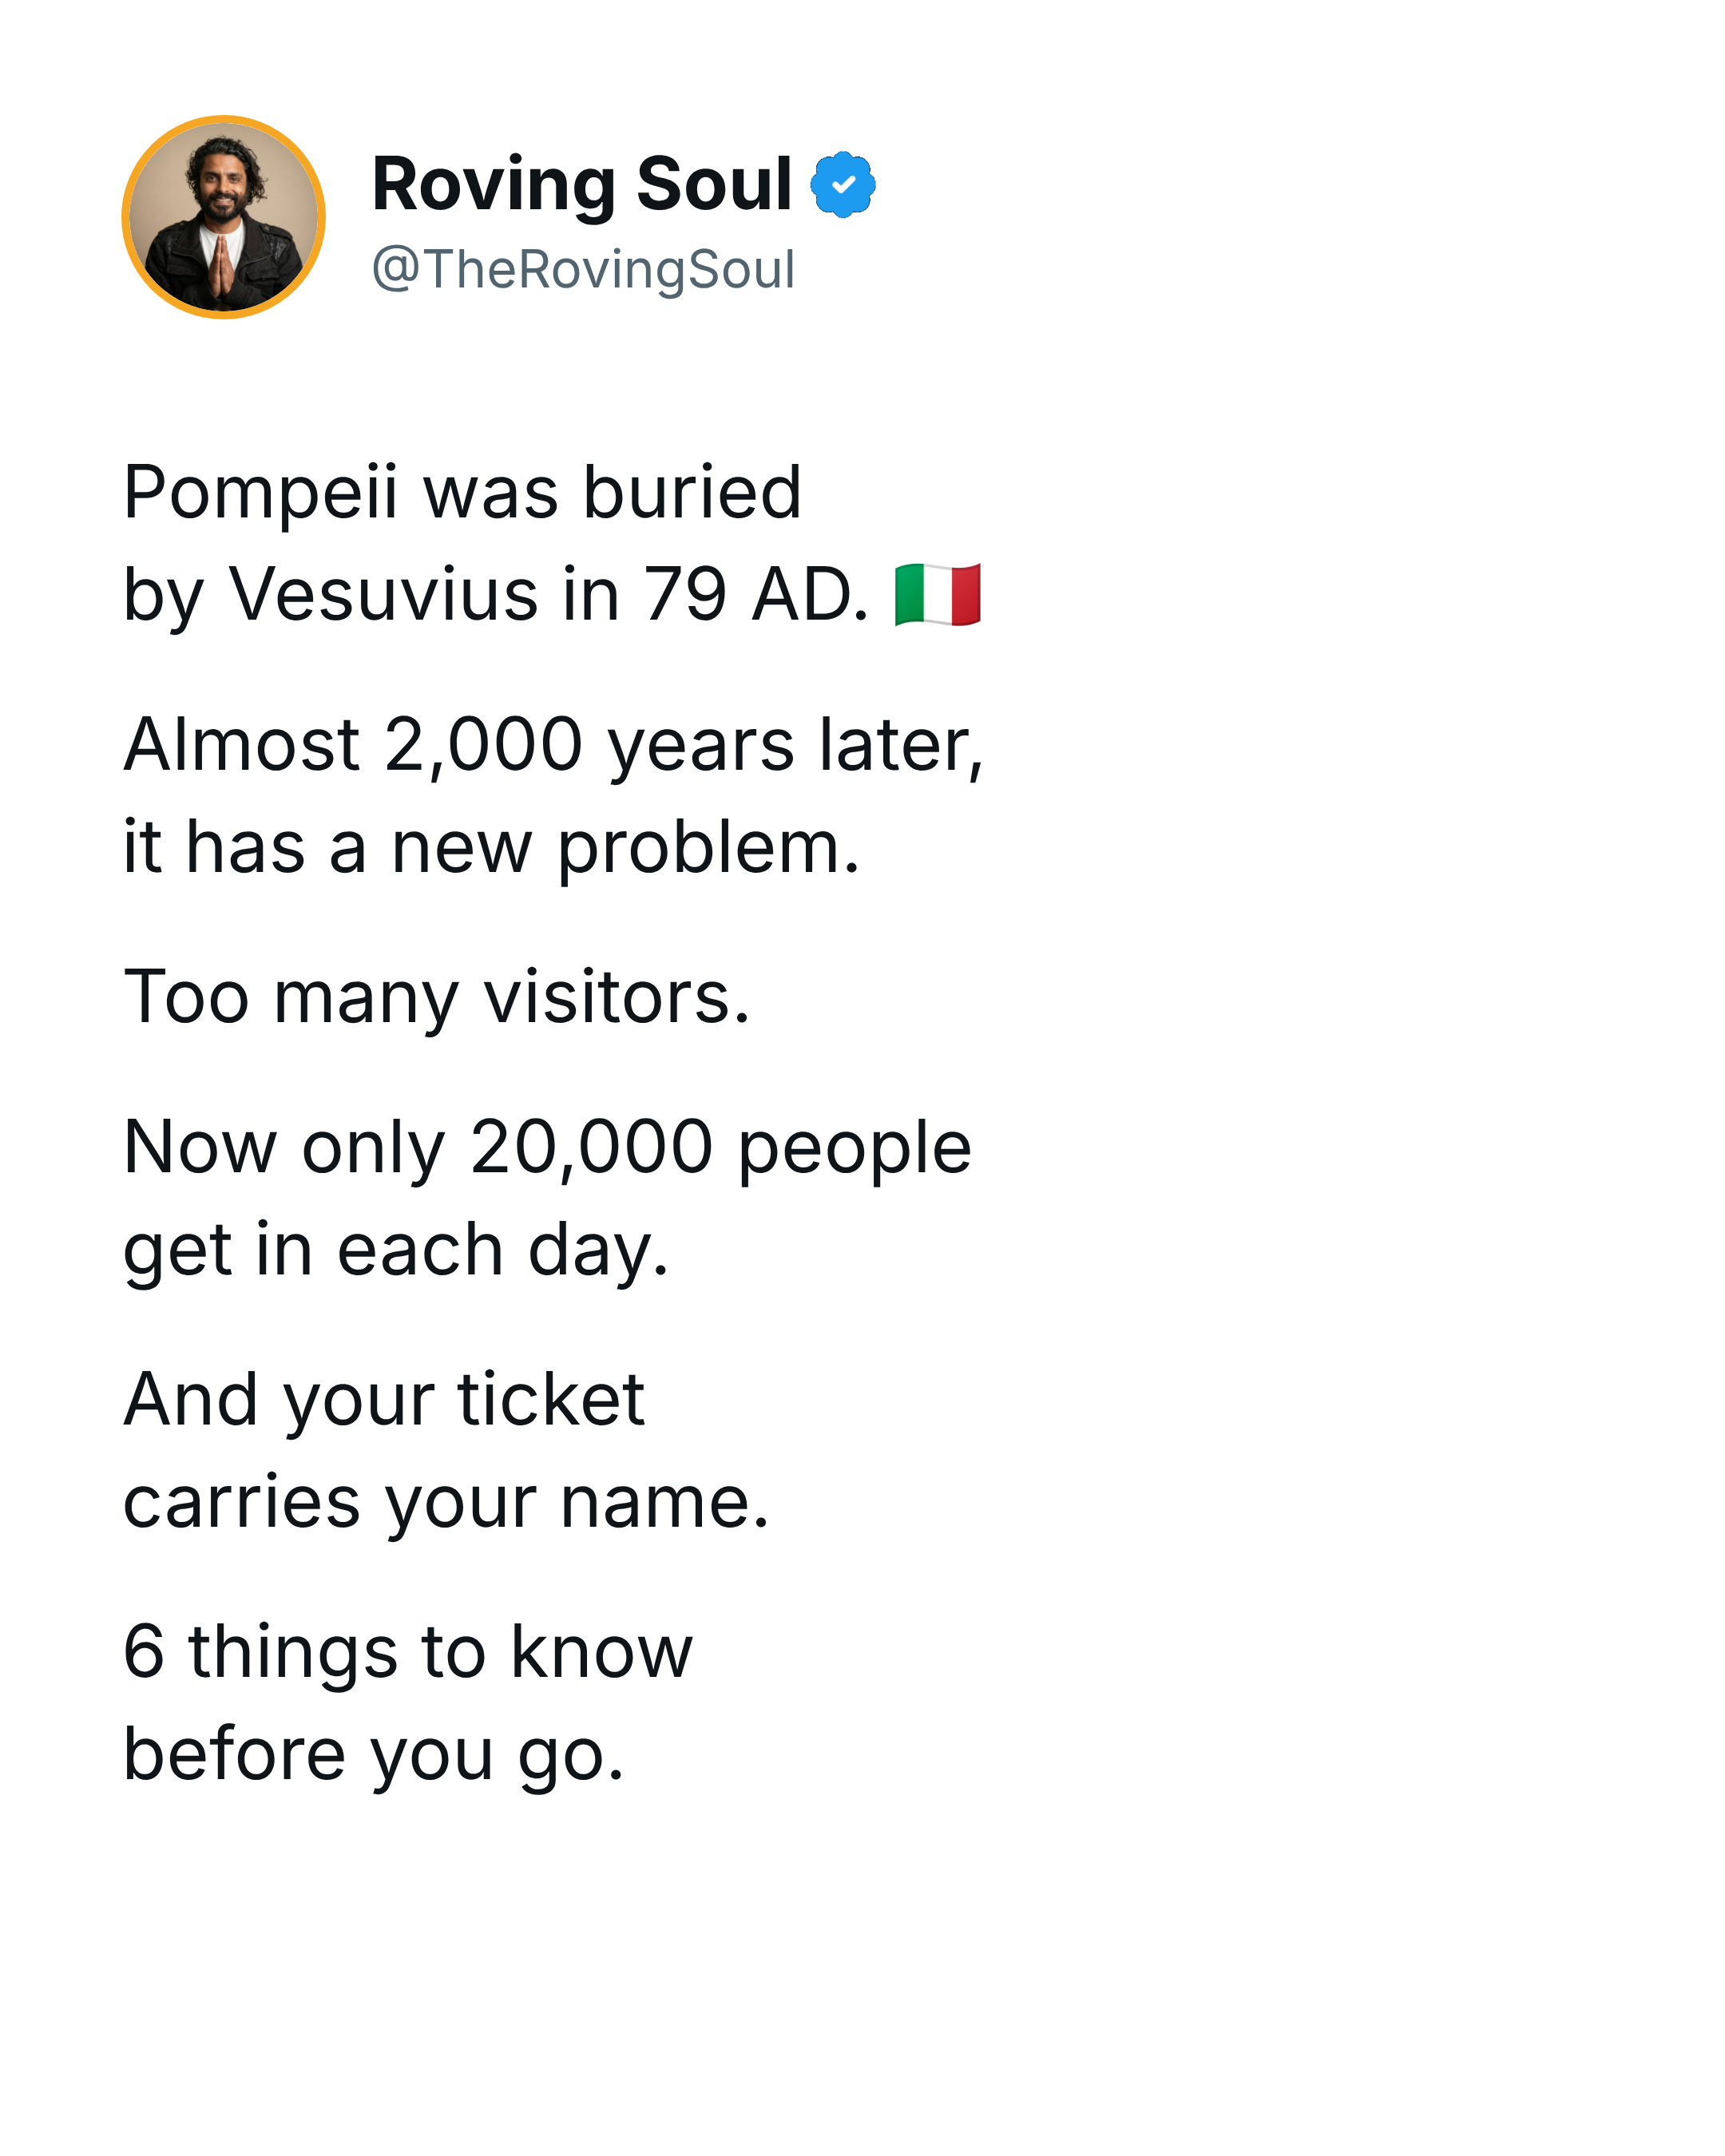 Roving Soul
@TheRovingSoul
Pompeii was buried
by Vesuvius in 79 AD. 🇮🇹
Almost 2,000 years later,
it has a new problem.
Too many visitors.
Now only 20,000 people
get in each day.
And your ticket
carries your name.
6 things to know
before you go.